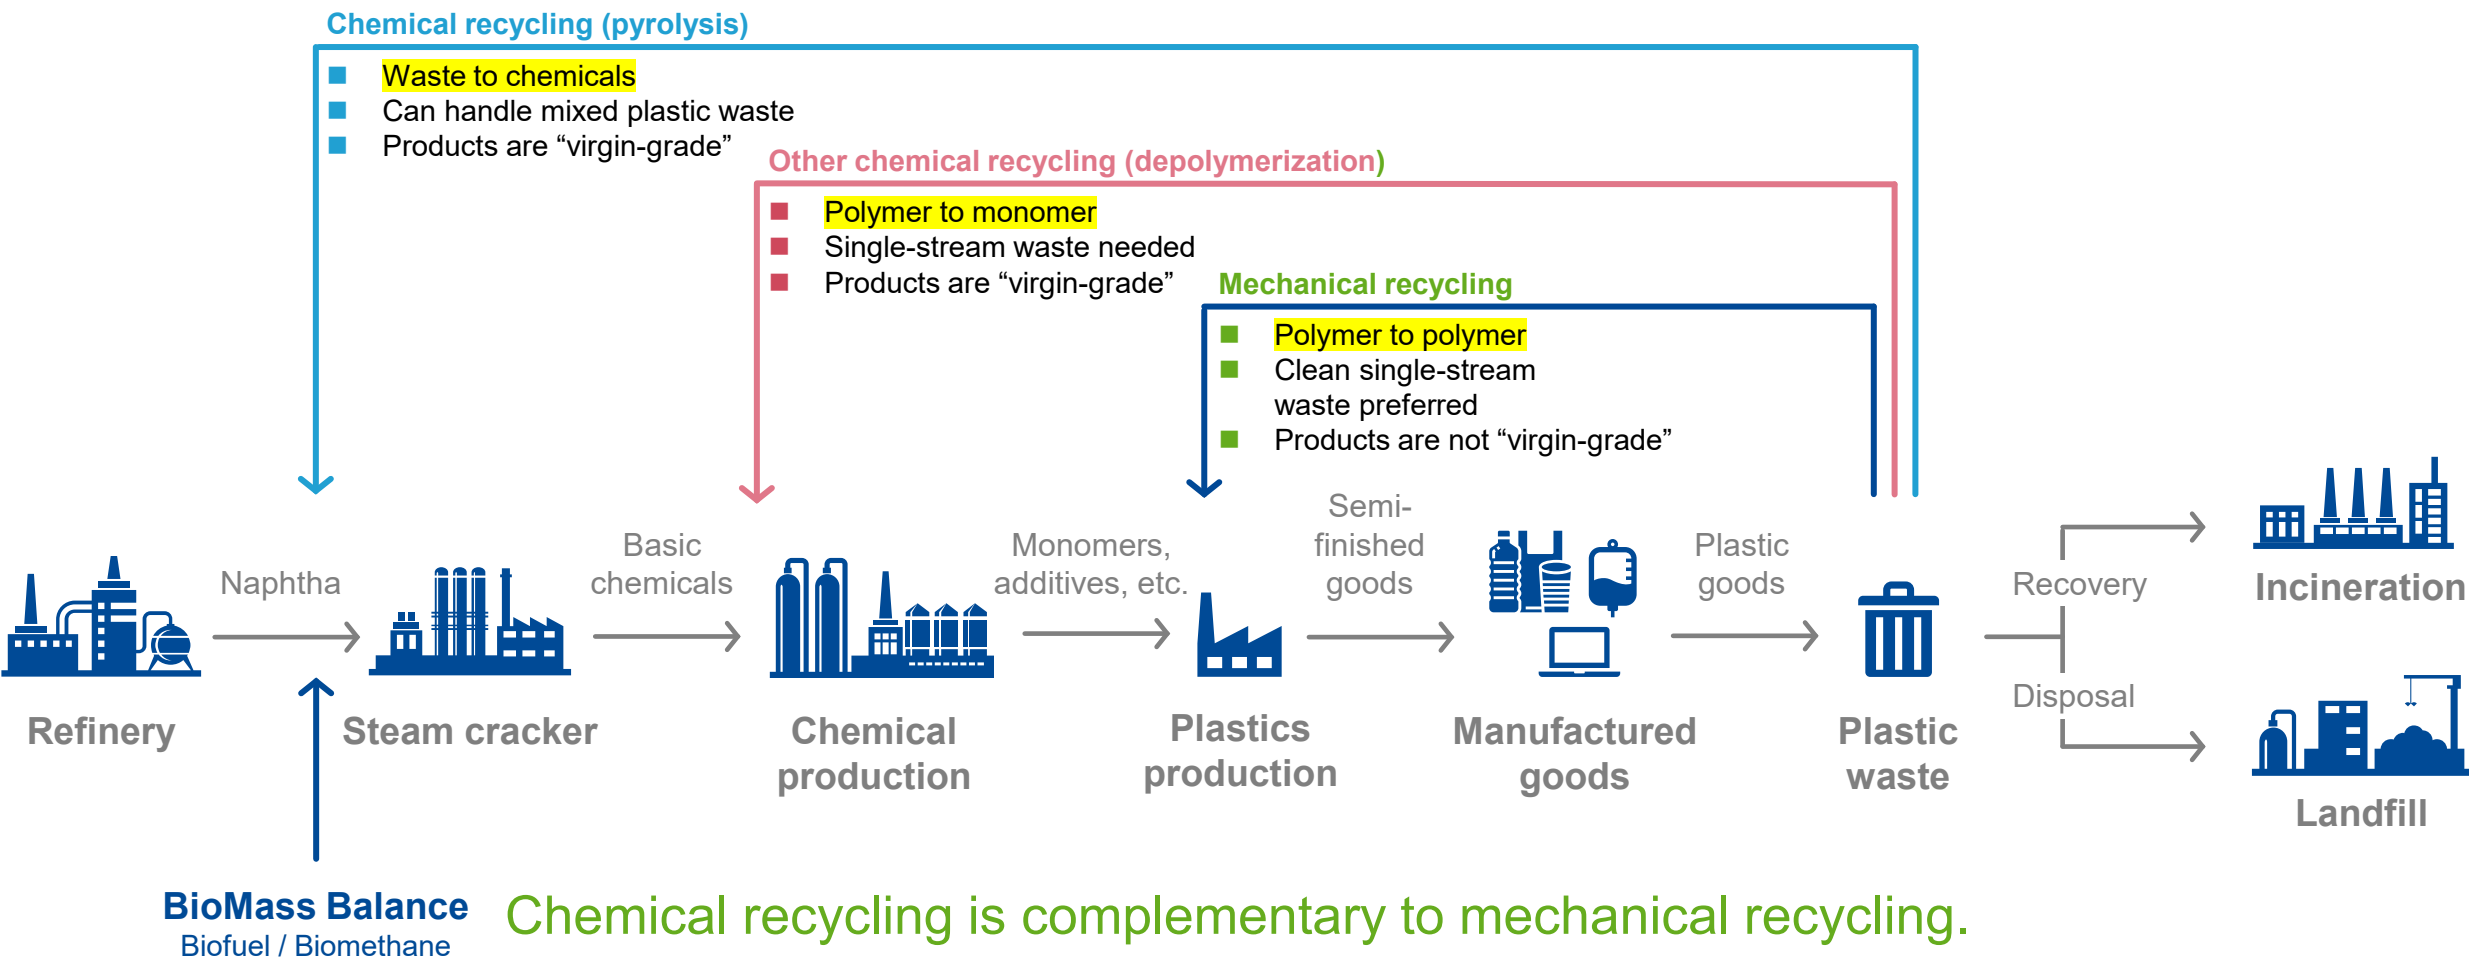 Chemical recycling (pyrolysis)
Waste to chemicals
Can handle mixed plastic waste
Products are “virgin-grade”
Other chemical recycling (depolymerization)
Polymer to monomer
Single-stream waste needed
Products are “virgin-grade”
Mechanical recycling
Polymer to polymer
Clean single-stream
waste preferred
Products are not “virgin-grade”
Naphtha
Basic
chemicals
Monomers,
additives, etc.
Semi-
finished
goods
Plastic
goods
Recovery
Disposal
Refinery
Steam cracker
Chemical
production
Plastics
production
Manufactured
goods
Plastic
waste
Incineration
Landfill
BioMass Balance
Biofuel / Biomethane
Chemical recycling is complementary to mechanical recycling.